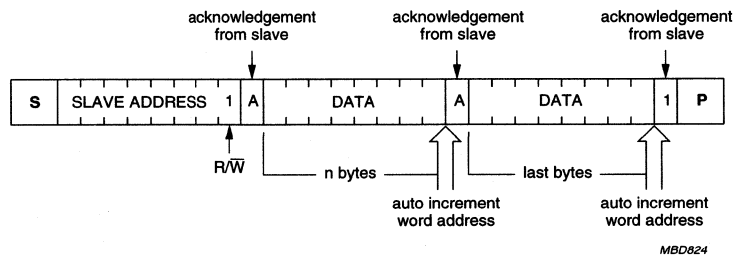 acknowledgement from slave
acknowledgement from slave
acknowledgement from slave
S SLAVE ADDRESS 1 A DATA A DATA 1 P
R/W̅
n bytes
last bytes
auto increment word address
auto increment word address
MBD824